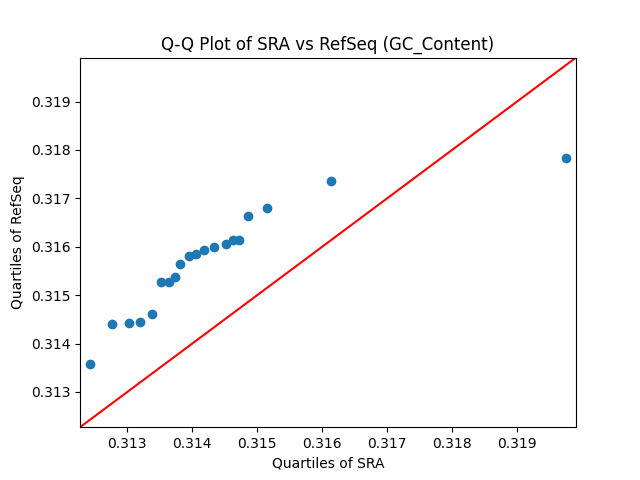 Q-Q Plot of SRA vs RefSeq (GC_Content)
Quartiles of RefSeq
0.319
0.318
0.317
0.316
0.315
0.314
0.313
0.313 0.314 0.315 0.316 0.317 0.318 0.319
Quartiles of SRA